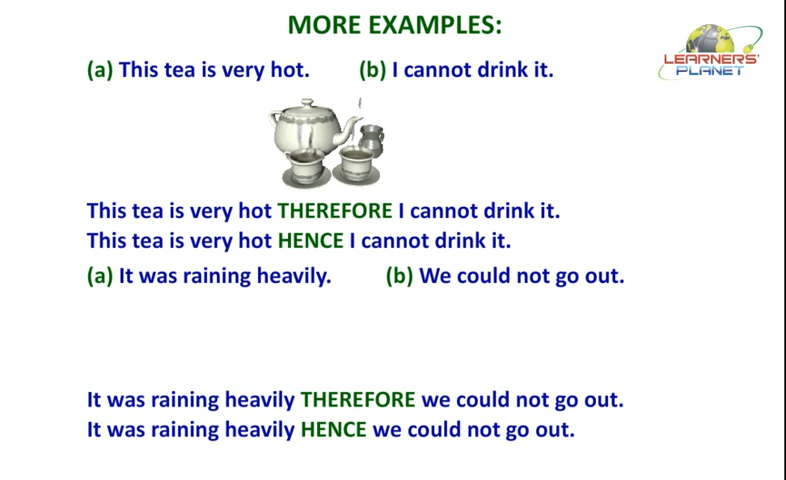 MORE EXAMPLES:
LEARNERS'
PLANET
(a) This tea is very hot. (b) I cannot drink it.
This tea is very hot THEREFORE I cannot drink it.
This tea is very hot HENCE I cannot drink it.
(a) It was raining heavily. (b) We could not go out.
It was raining heavily THEREFORE we could not go out.
It was raining heavily HENCE we could not go out.